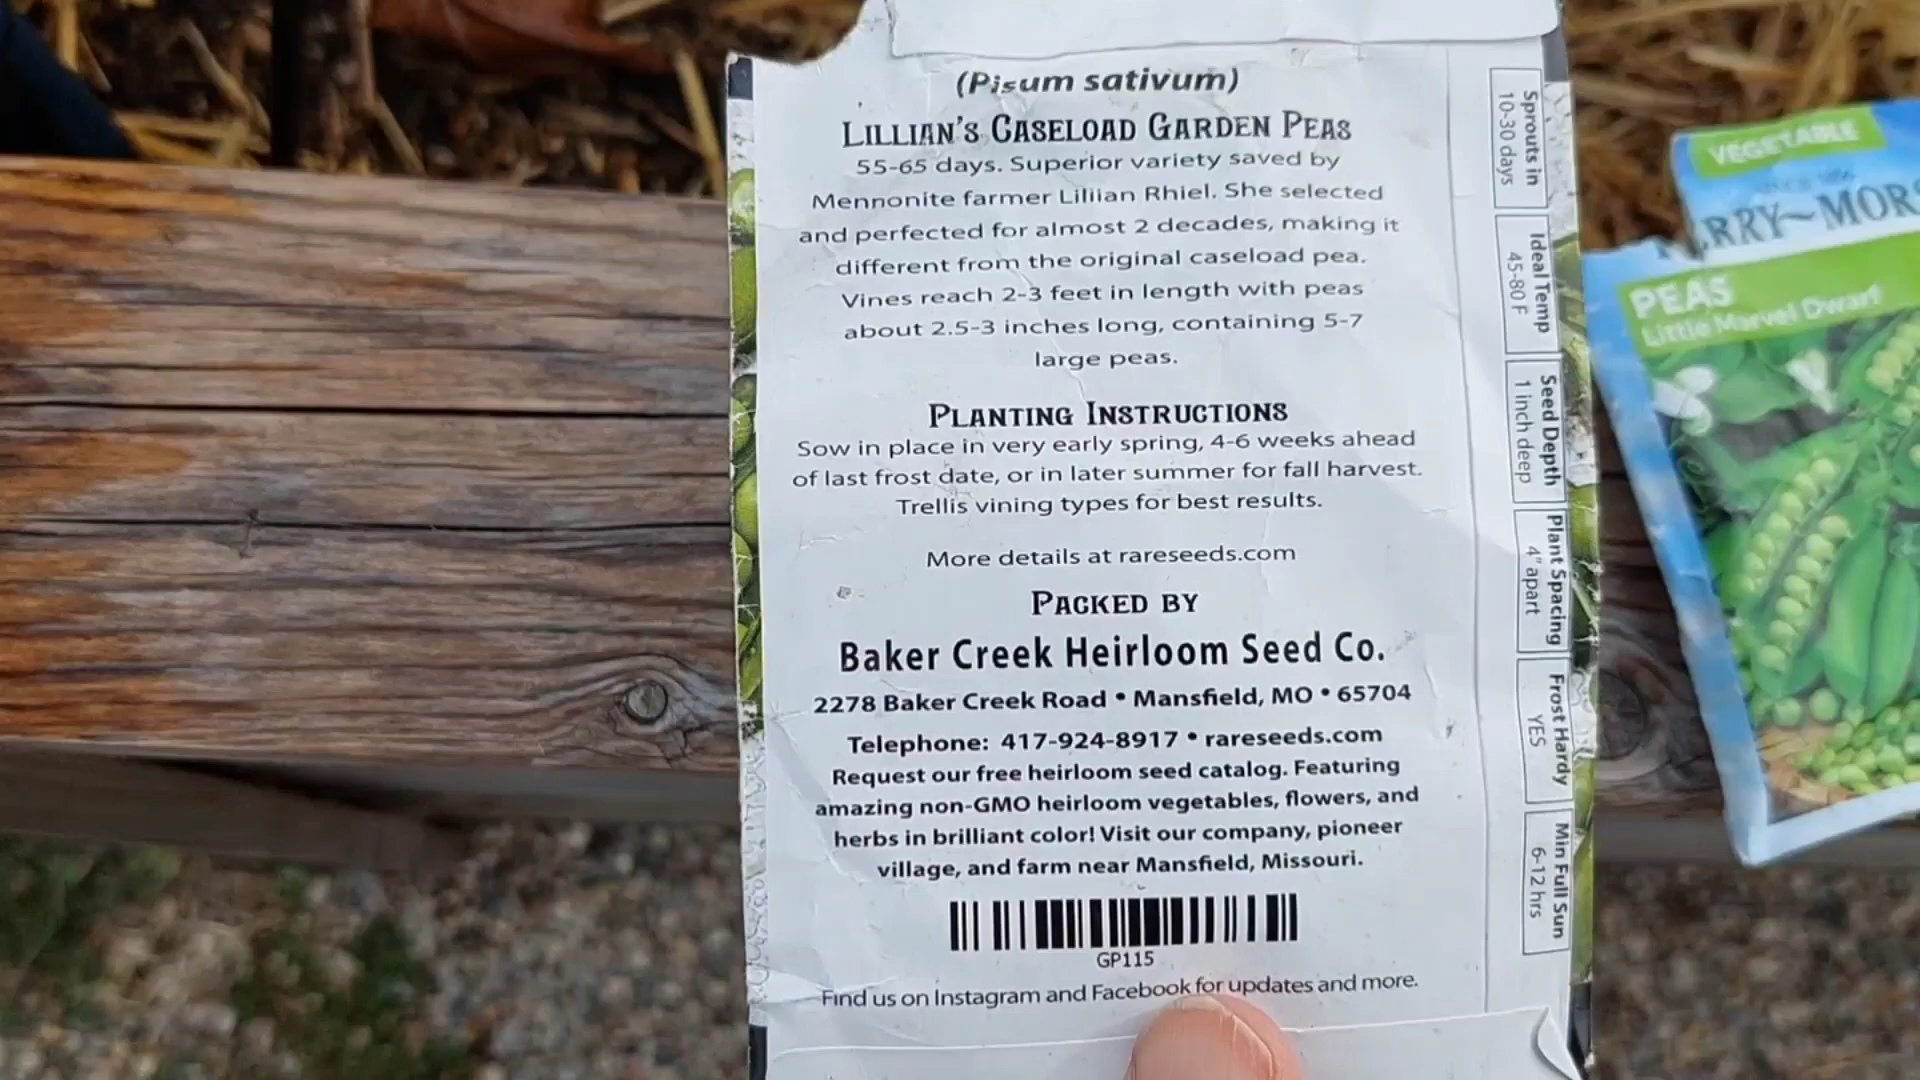 (Pisum sativum)
LILLIAN'S CASELOAD GARDEN PEAS
55-65 days. Superior variety saved by
Mennonite farmer Lillian Rhiel. She selected
and perfected for almost 2 decades, making it
different from the original caseload pea.
Vines reach 2-3 feet in length with peas
about 2.5-3 inches long, containing 5-7
large peas.
PLANTING INSTRUCTIONS
Sow in place in very early spring, 4-6 weeks ahead
of last frost date, or in later summer for fall harvest.
Trellis vining types for best results.
More details at rareseeds.com
PACKED BY
Baker Creek Heirloom Seed Co.
2278 Baker Creek Road • Mansfield, MO • 65704
Telephone: 417-924-8917 • rareseeds.com
Request our free heirloom seed catalog. Featuring
amazing non-GMO heirloom vegetables, flowers, and
herbs in brilliant color! Visit our company, pioneer
village, and farm near Mansfield, Missouri.
GP115
Find us on Instagram and Facebook for updates and more.
Sprouts in
10-30 days
Ideal Temp
45-80 F
Seed Depth
1 inch deep
Plant Spacing
4" apart
Frost Hardy
YES
Min Full Sun
6-12 hrs
VEGETABLE
RRY~MORS
PEAS
Little Marvel Dwarf